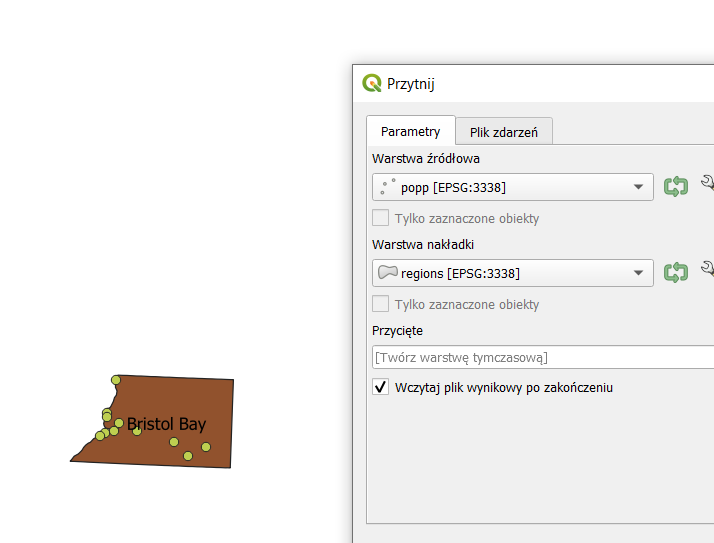 Przytnij
Parametry
Plik zdarzeń
Warstwa źródłowa
popp [EPSG:3338]
Tylko zaznaczone obiekty
Warstwa nakładki
regions [EPSG:3338]
Tylko zaznaczone obiekty
Przycięte
[Twórz warstwę tymczasową]
Wczytaj plik wynikowy po zakończeniu
Bristol Bay